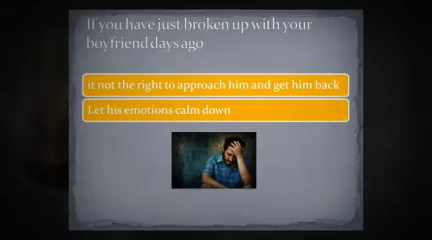 If you have just broken up with your
boyfriend days ago
it not the right to approach him and get him back
Let his emotions calm down